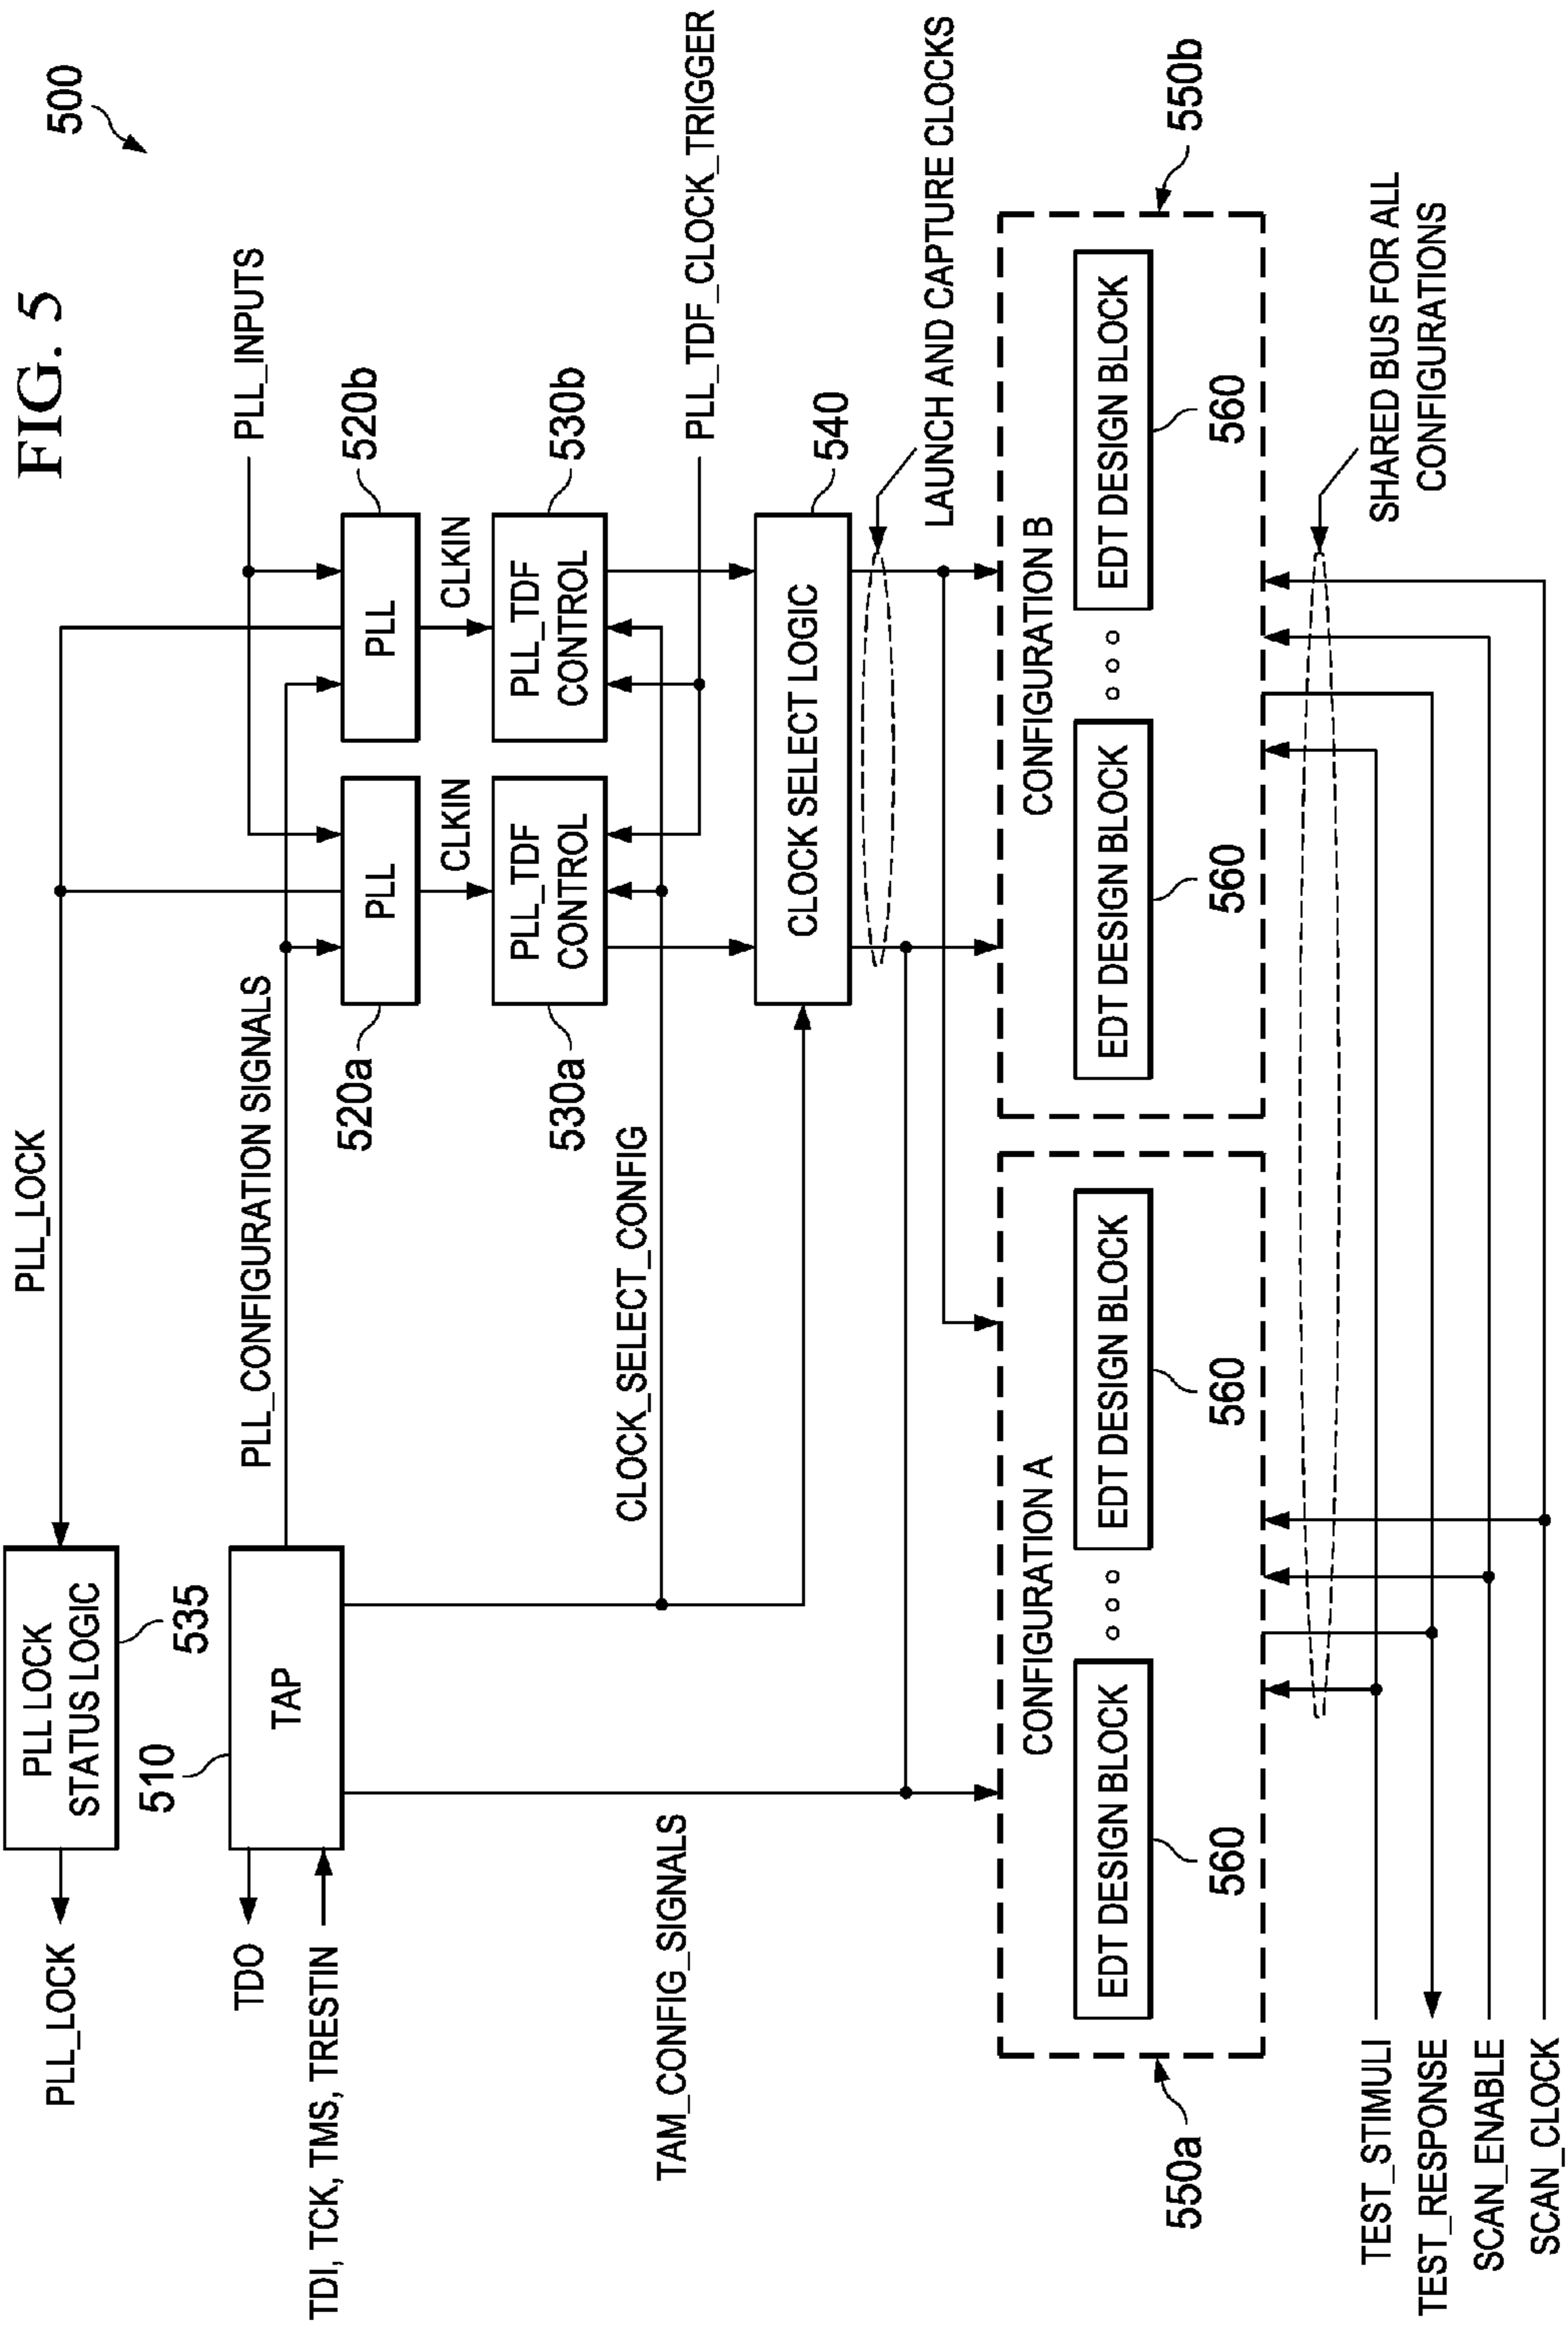 FIG. 5
500
PLL_LOCK
PLL_LOCK
PLL LOCK
STATUS LOGIC
535
510
TAP
TDO
TDI, TCK, TMS, TRESTIN
PLL_CONFIGURATION SIGNALS
PLL_INPUTS
520a
PLL
520b
PLL
CLKIN
CLKIN
530a
PLL_TDF
CONTROL
530b
PLL_TDF
CONTROL
CLOCK_SELECT_CONFIG
TAM_CONFIG_SIGNALS
PLL_TDF_CLOCK_TRIGGER
CLOCK SELECT LOGIC
540
LAUNCH AND CAPTURE CLOCKS
CONFIGURATION A
EDT DESIGN BLOCK
EDT DESIGN BLOCK
560
560
550a
CONFIGURATION B
EDT DESIGN BLOCK
EDT DESIGN BLOCK
560
560
550b
SHARED BUS FOR ALL
CONFIGURATIONS
TEST_STIMULI
TEST_RESPONSE
SCAN_ENABLE
SCAN_CLOCK